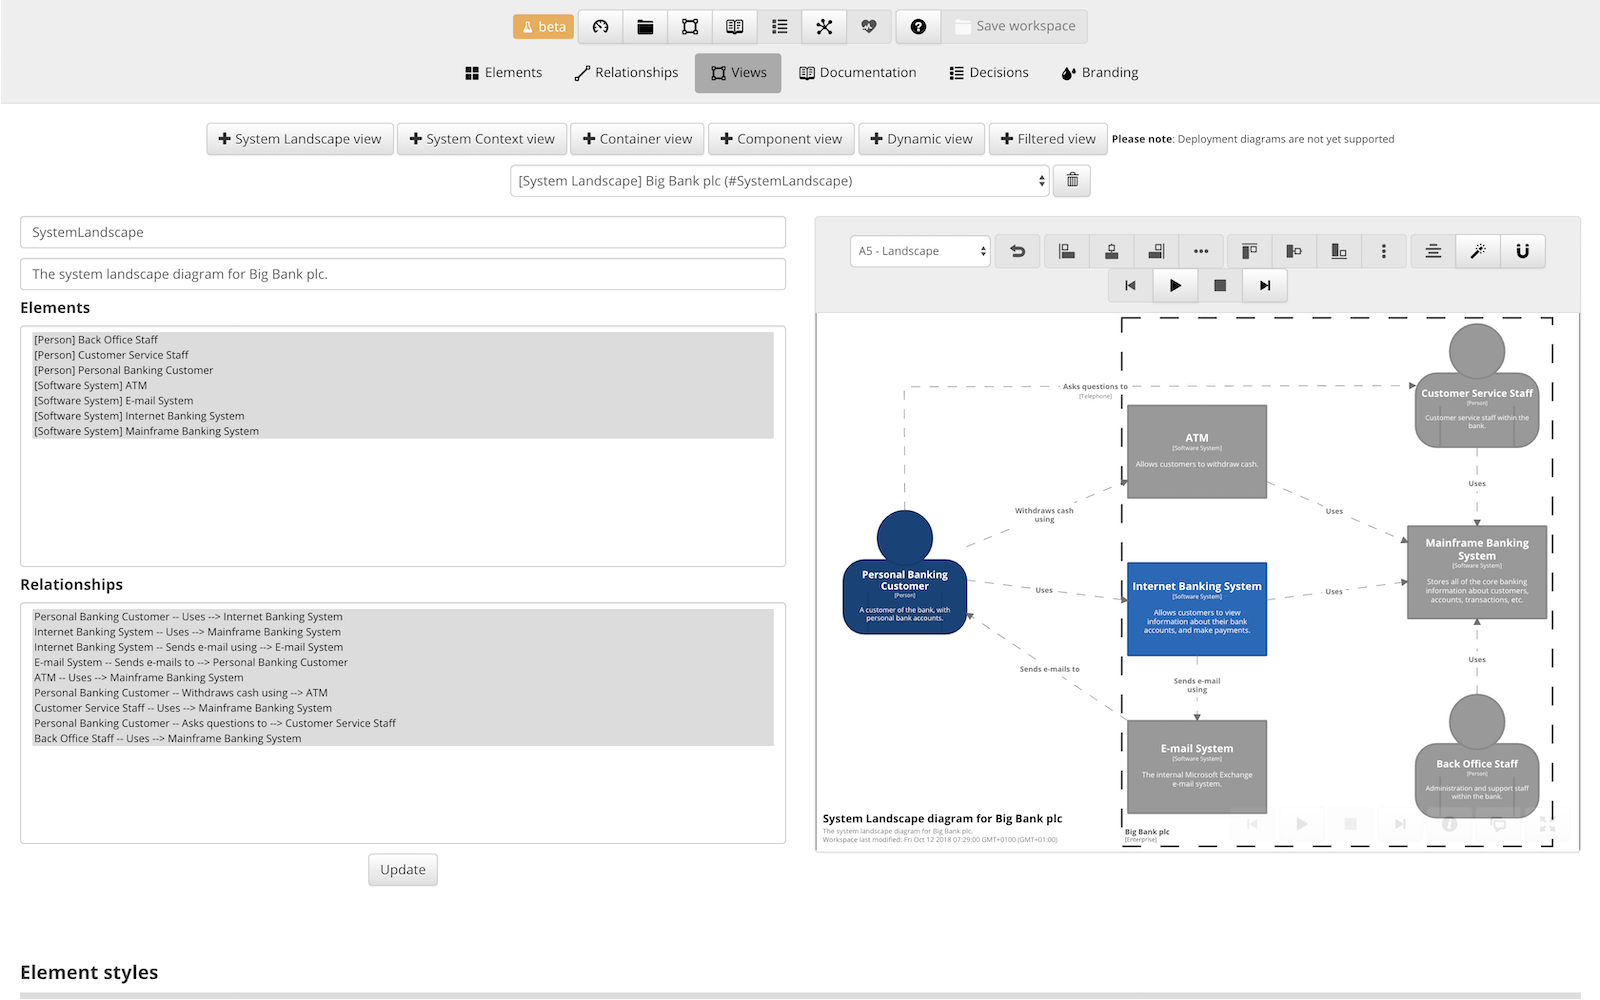 beta
Save workspace
Elements
Relationships
Views
Documentation
Decisions
Branding
System Landscape view
System Context view
Container view
Component view
Dynamic view
Filtered view
Please note: Deployment diagrams are not yet supported
[System Landscape] Big Bank plc (#SystemLandscape)
SystemLandscape
The system landscape diagram for Big Bank plc.
Elements
[Person] Back Office Staff
[Person] Customer Service Staff
[Person] Personal Banking Customer
[Software System] ATM
[Software System] E-mail System
[Software System] Internet Banking System
[Software System] Mainframe Banking System
Relationships
Personal Banking Customer -- Uses --> Internet Banking System
Internet Banking System -- Uses --> Mainframe Banking System
Internet Banking System -- Sends e-mail using --> E-mail System
E-mail System -- Sends e-mails to --> Personal Banking Customer
ATM -- Uses --> Mainframe Banking System
Personal Banking Customer -- Withdraws cash using --> ATM
Customer Service Staff -- Uses --> Mainframe Banking System
Personal Banking Customer -- Asks questions to --> Customer Service Staff
Back Office Staff -- Uses --> Mainframe Banking System
Update
A5 - Landscape
Asks questions to
[Telephone]
Customer Service Staff
[Person]
Customer service staff within the
bank.
ATM
[Software System]
Allows customers to withdraw cash.
Uses
Withdraws cash
using
Uses
Mainframe Banking
System
[Software System]
Stores all of the core banking
information about customers,
accounts, transactions, etc.
Personal Banking
Customer
[Person]
A customer of the bank, with
personal bank accounts.
Uses
Internet Banking System
[Software System]
Allows customers to view
information about their bank
accounts, and make payments.
Uses
Sends e-mails to
Sends e-mail
using
Uses
E-mail System
[Software System]
The internal Microsoft Exchange
e-mail system.
Back Office Staff
[Person]
Administration and support staff
within the bank.
System Landscape diagram for Big Bank plc
The system landscape diagram for Big Bank plc.
Workspace last modified: Fri Oct 12 2018 07:29:00 GMT+0100 (GMT+01:00)
Big Bank plc
[Enterprise]
Element styles